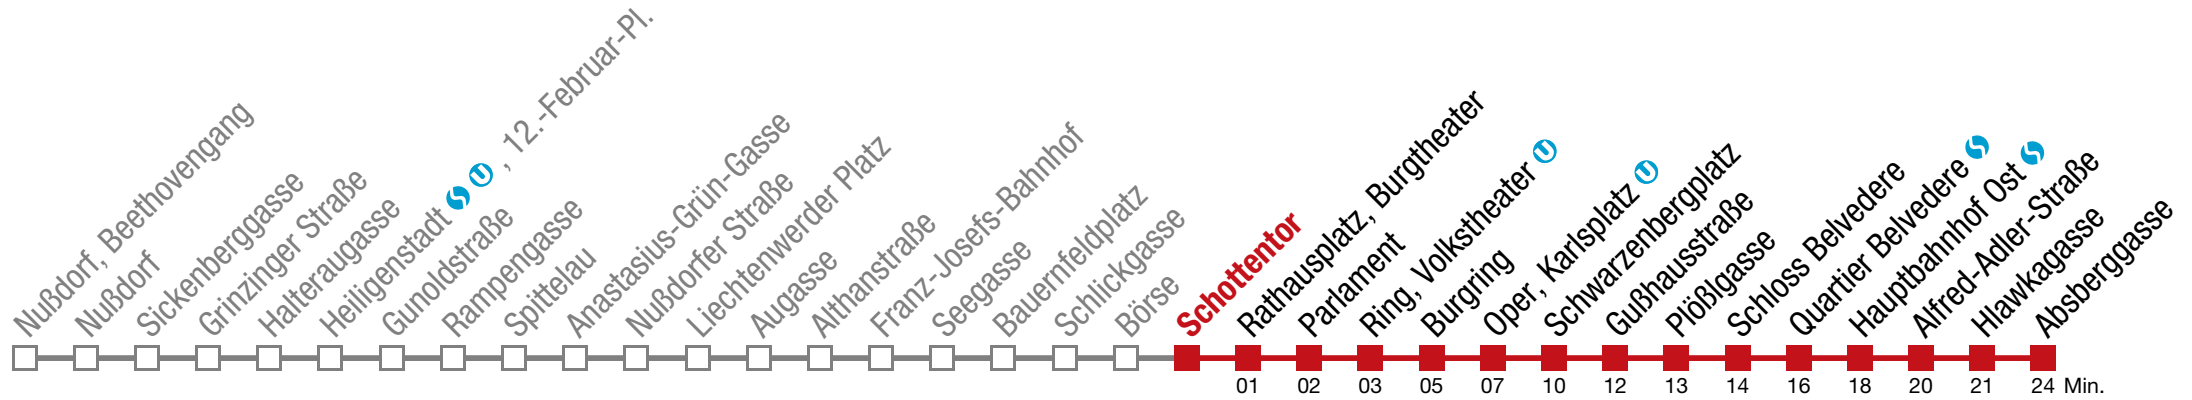 Nußdorf, Beethovengang
Nußdorf
Sickenberggasse
Grinzinger Straße
Halteraugasse
Heiligenstadt S U , 12.-Februar-Pl.
Gunoldstraße
Rampengasse
Spittelau
Anastasius-Grün-Gasse
Nußdorfer Straße
Liechtenwerder Platz
Augasse
Althanstraße
Franz-Josefs-Bahnhof
Seegasse
Bauernfeldplatz
Schlickgasse
Börse
Schottentor
Rathausplatz, Burgtheater
Parlament
Ring, Volkstheater U
Burgring
Oper, Karlsplatz U
Schwarzenbergplatz
Gußhausstraße
Plößlgasse
Schloss Belvedere
Quartier Belvedere S
Hauptbahnhof Ost S
Alfred-Adler-Straße
Hawkagasse
Absberggasse
01 02 03 05 07 10 12 13 14 16 18 20 21 24 Min.